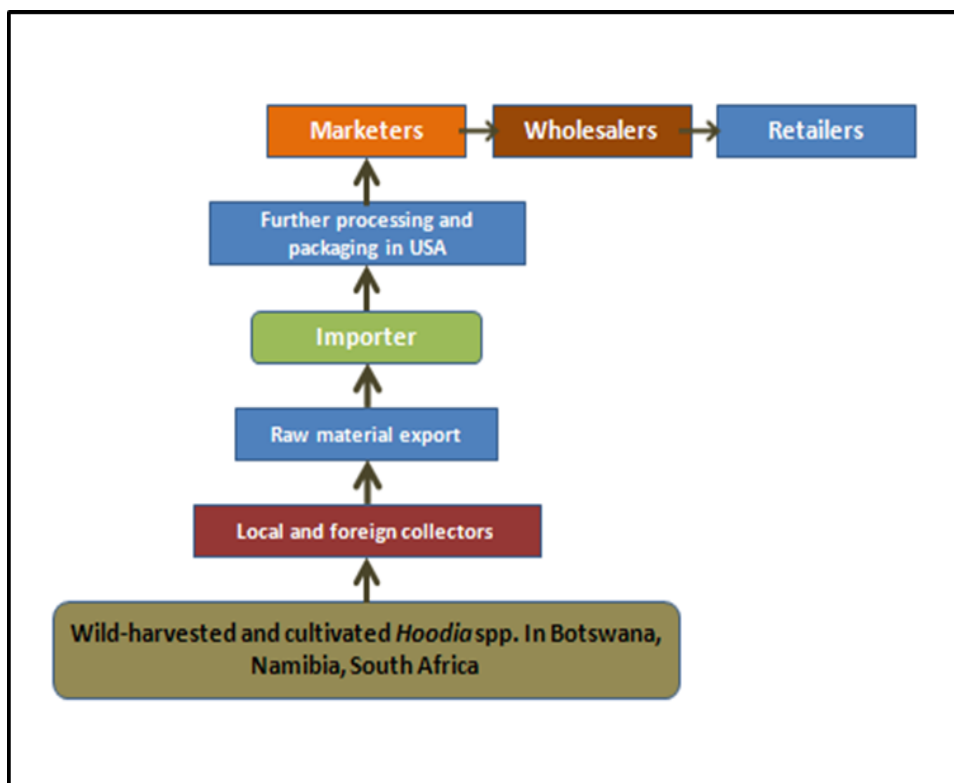 Marketers
Wholesalers
Retailers
Further processing and
packaging in USA
Importer
Raw material export
Local and foreign collectors
Wild-harvested and cultivated Hoodia spp. In Botswana,
Namibia, South Africa